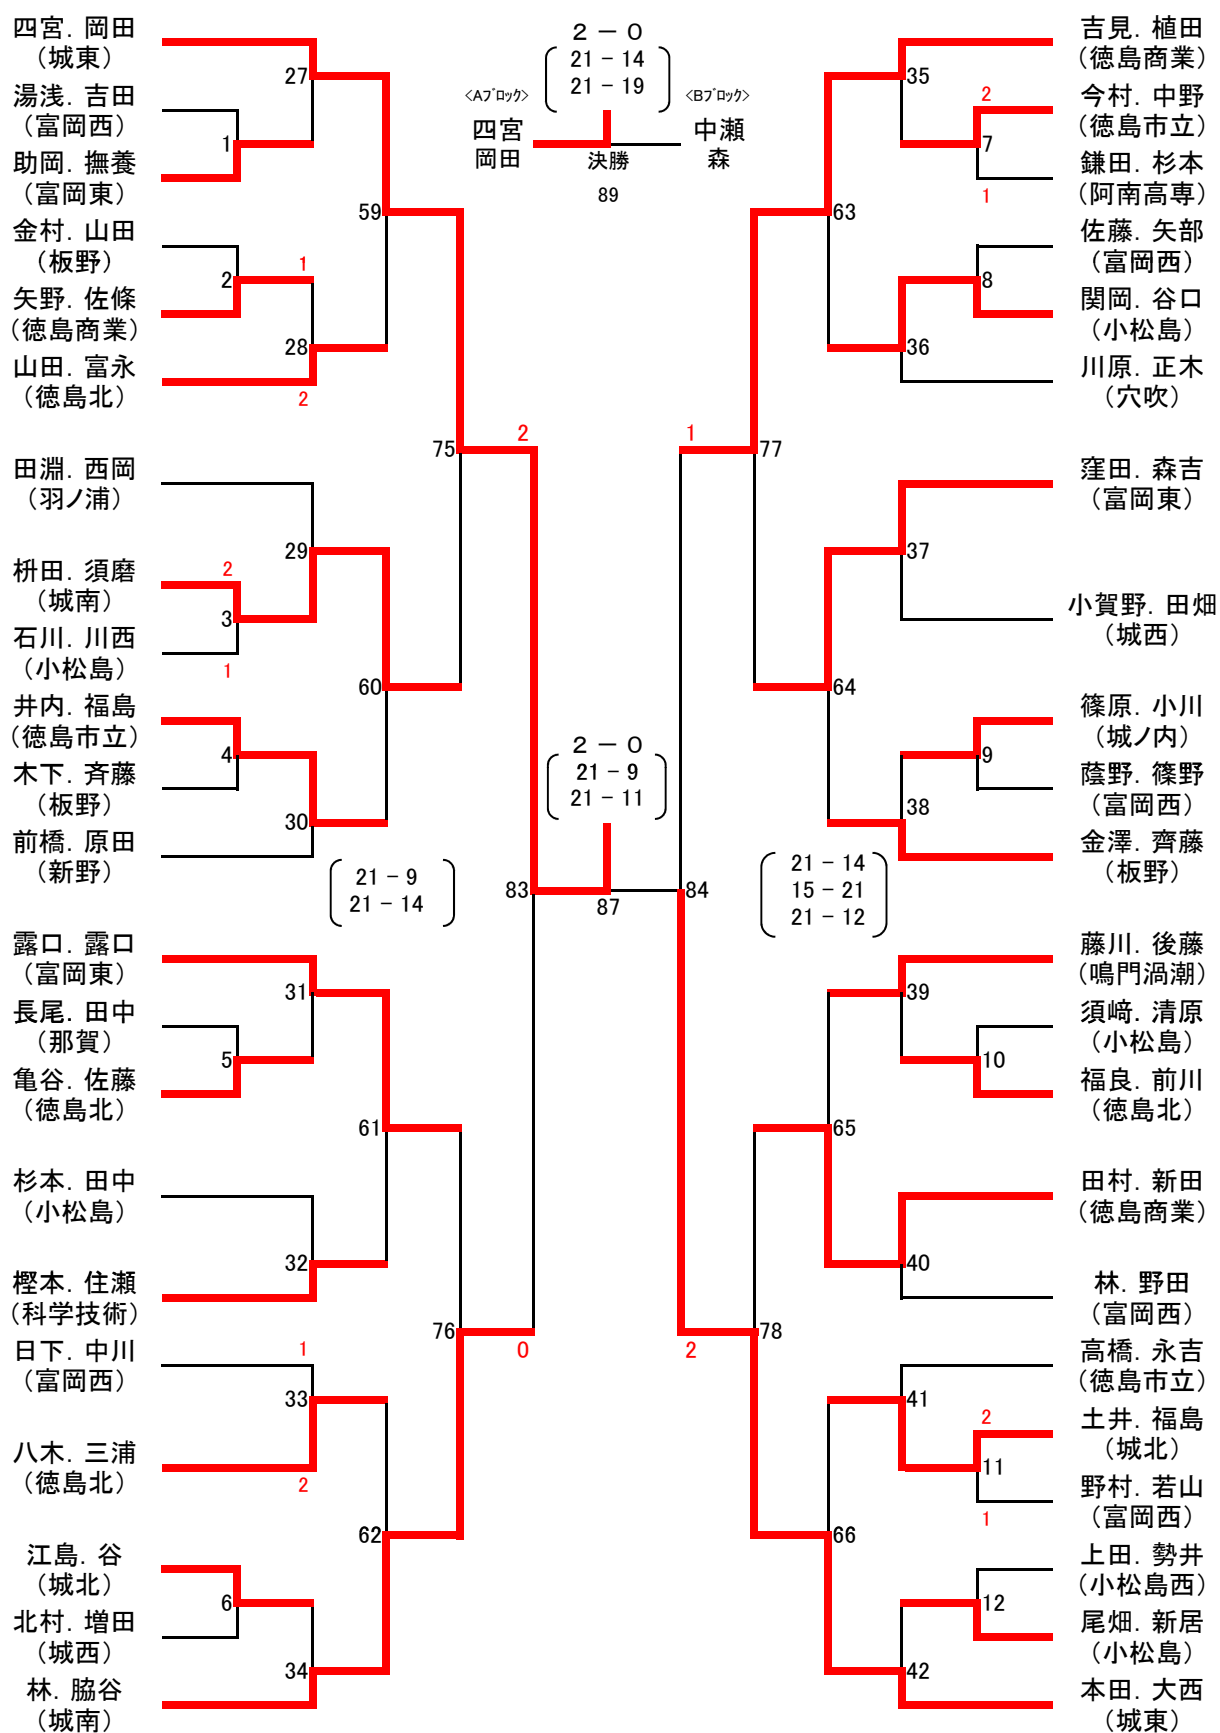 四宮. 岡田
（城東）
27
湯浅. 吉田
（富岡西）
1
助岡. 撫養
（富岡東）
59
金村. 山田
（板野）
2
1
矢野. 佐條
（徳島商業）
28
山田. 富永
（徳島北）
2
75
2
田淵. 西岡
（羽ノ浦）
29
枡田. 須磨
（城南）
2
3
石川. 川西
（小松島）
1
60
井内. 福島
（徳島市立）
4
木下. 斉藤
（板野）
30
前橋. 原田
（新野）
21 − 9
21 − 14
83
露口. 露口
（富岡東）
31
長尾. 田中
（那賀）
5
亀谷. 佐藤
（徳島北）
61
杉本. 田中
（小松島）
32
樫本. 住瀬
（科学技術）
76
0
日下. 中川
（富岡西）
1
33
八木. 三浦
（徳島北）
2
62
江島. 谷
（城北）
6
北村. 増田
（城西）
34
林. 脇谷
（城南）
2 − 0
21 − 14
21 − 19
<Aブロック>
<Bブロック>
四宮
岡田
中瀬
森
決勝
89
2 − 0
21 − 9
21 − 11
87
吉見. 植田
（徳島商業）
35
今村. 中野
（徳島市立）
2
7
鎌田. 杉本
（阿南高専）
1
63
佐藤. 矢部
（富岡西）
8
関岡. 谷口
（小松島）
36
川原. 正木
（穴吹）
1
77
窪田. 森吉
（富岡東）
37
小賀野. 田畑
（城西）
64
篠原. 小川
（城ノ内）
9
蔭野. 篠野
（富岡西）
38
金澤. 齊藤
（板野）
21 − 14
15 − 21
21 − 12
84
藤川. 後藤
（鳴門渦潮）
39
須﨑. 清原
（小松島）
10
福良. 前川
（徳島北）
65
田村. 新田
（徳島商業）
40
林. 野田
（富岡西）
78
2
高橋. 永吉
（徳島市立）
41
土井. 福島
（城北）
2
11
野村. 若山
（富岡西）
1
66
上田. 勢井
（小松島西）
12
尾畑. 新居
（小松島）
42
本田. 大西
（城東）